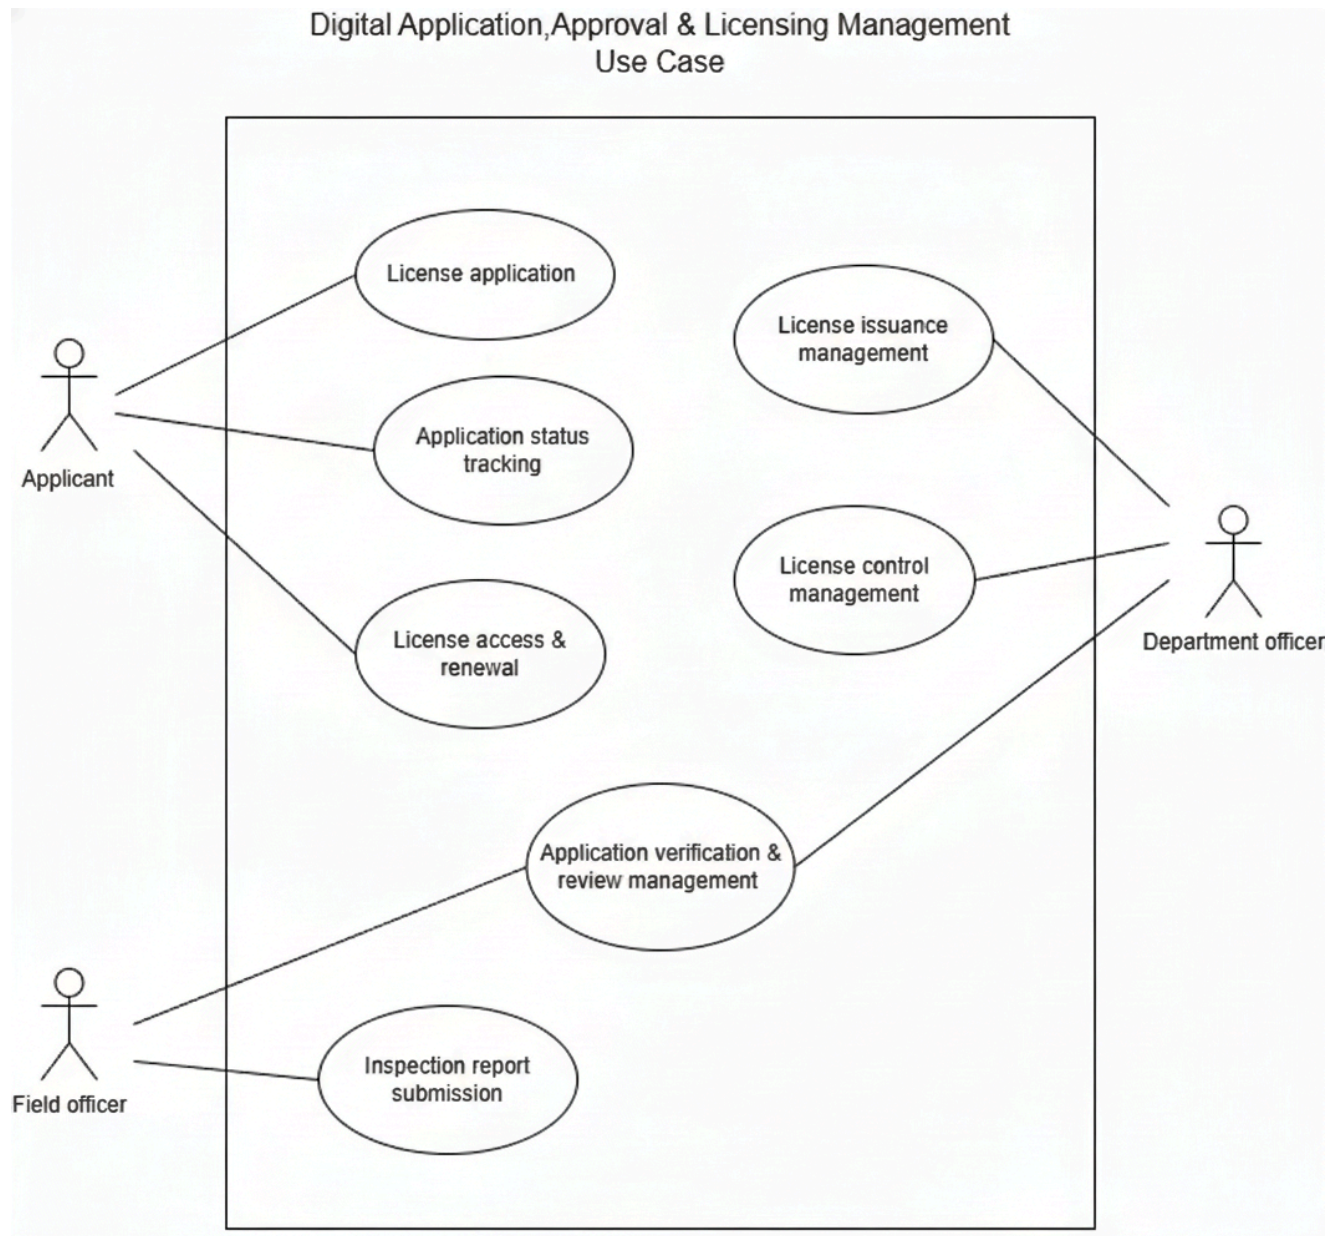 Digital Application,Approval & Licensing Management
Use Case
License application
License issuance
management
Application status
tracking
Applicant
License control
management
License access &
renewal
Department officer
Application verification &
review management
Inspection report
submission
Field officer